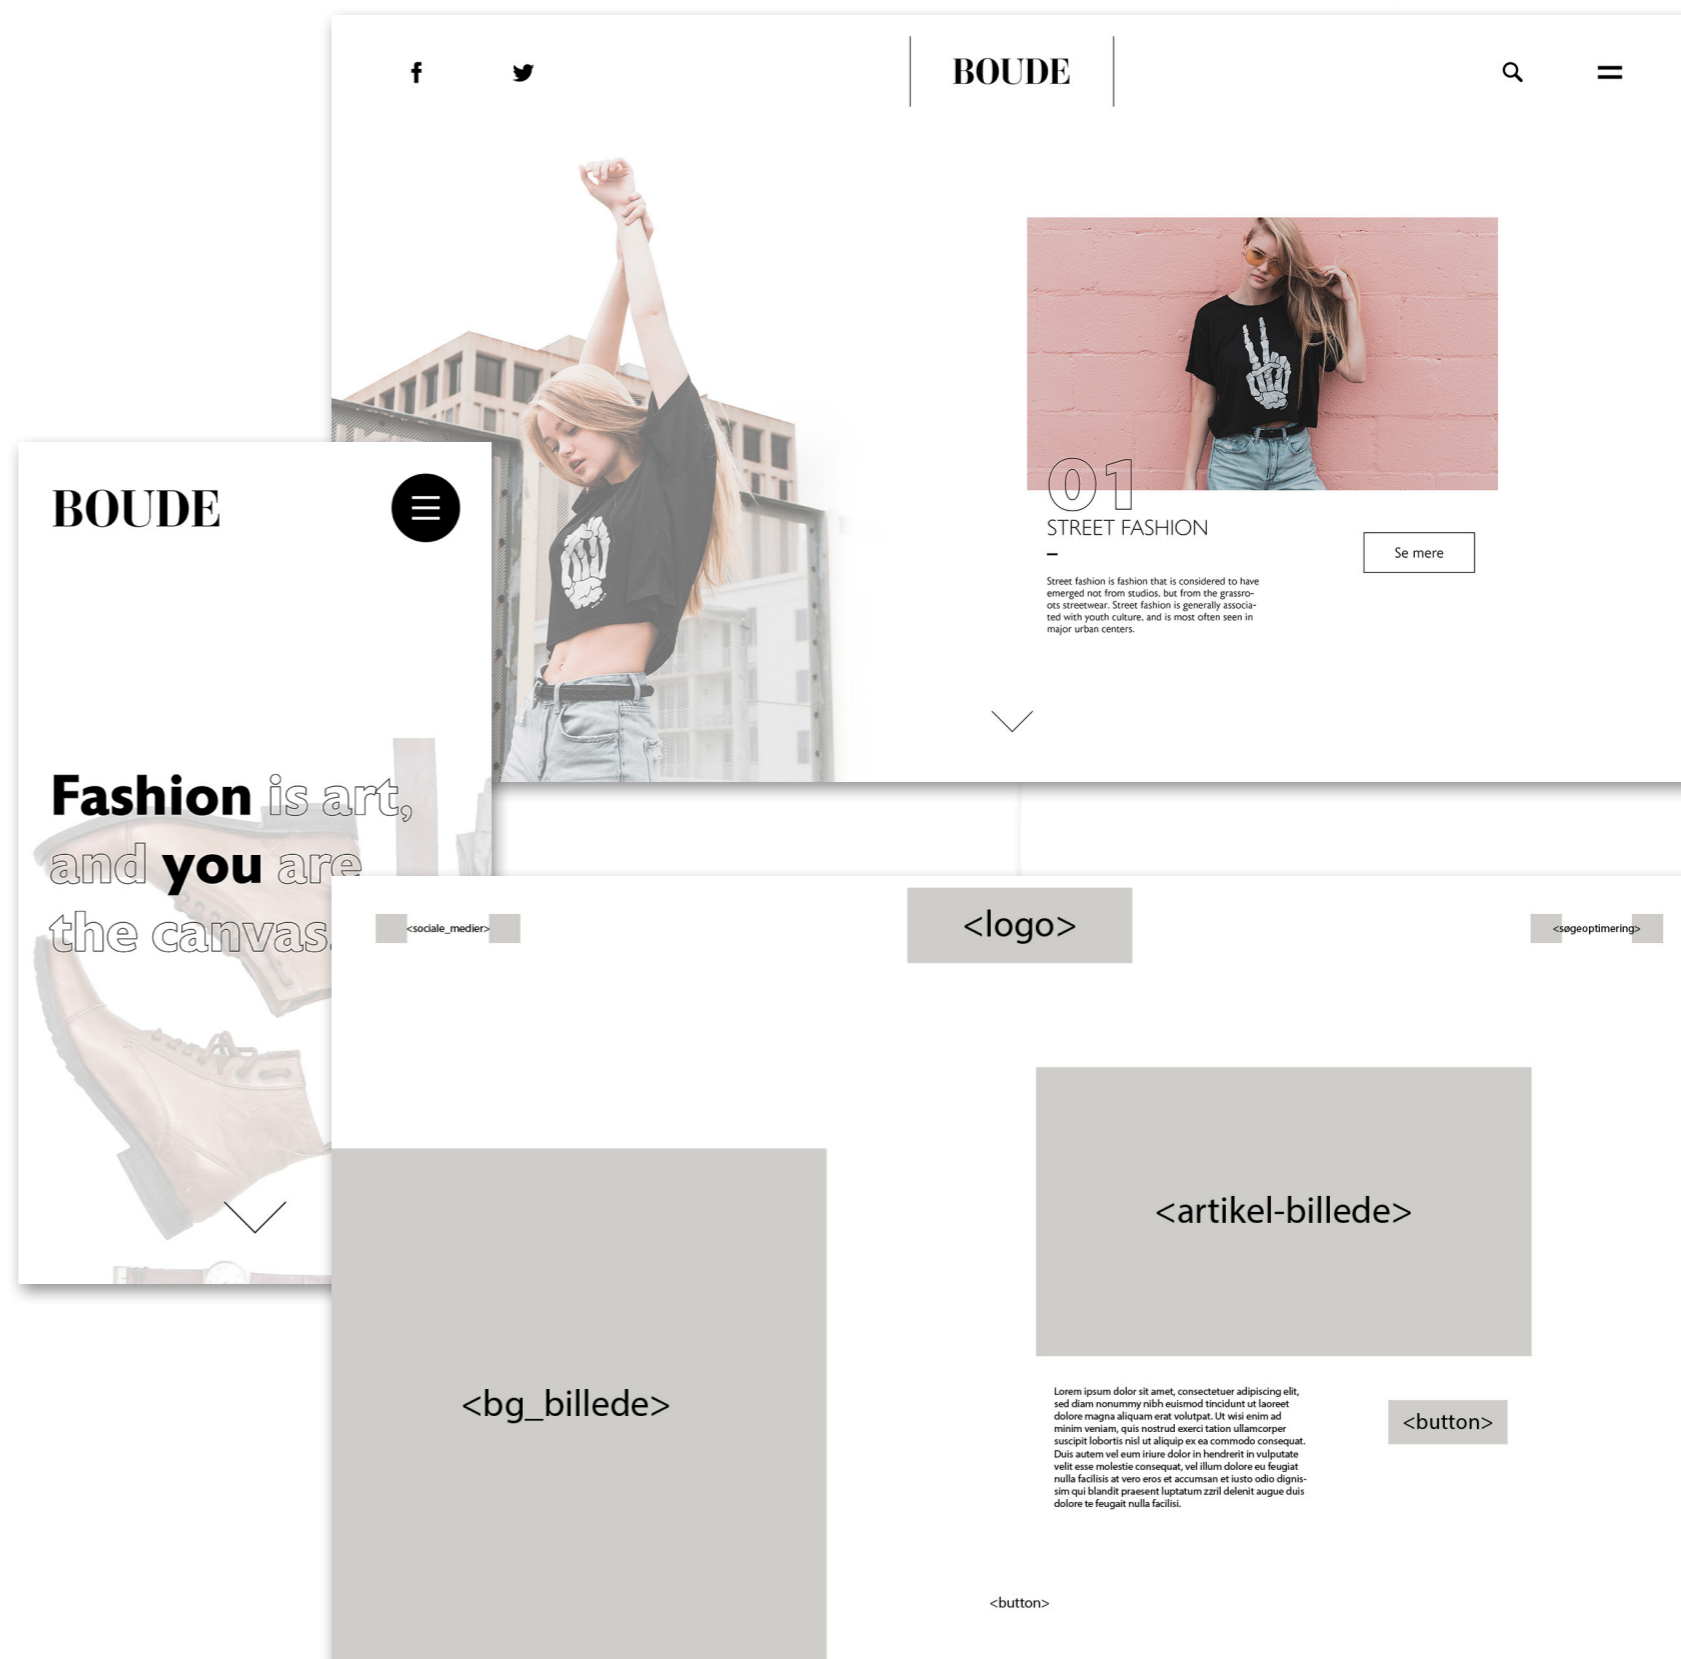 BOUDE
01
STREET FASHION
Se mere
Street fashion is fashion that is considered to have
emerged not from studios, but from the grassro-
ots streetwear. Street fashion is generally associa-
ted with youth culture, and is most often seen in
major urban centers.
BOUDE
Fashion is art,
and you are
the canvas.
<sociale_medier>
<logo>
<søgeoptimering>
<bg_billede>
<artikel-billede>
Lorem ipsum dolor sit amet, consectetuer adipiscing elit,
sed diam nonummy nibh euismod tincidunt ut laoreet
dolore magna aliquam erat volutpat. Ut wisi enim ad
minim veniam, quis nostrud exerci tation ullamcorper
suscipit lobortis nisl ut aliquip ex ea commodo consequat.
Duis autem vel eum iriure dolor in hendrerit in vulputate
velit esse molestie consequat, vel illum dolore eu feugiat
nulla facilisis at vero eros et accumsan et iusto odio dignis-
sim qui blandit praesent luptatum zzril delenit augue duis
dolore te feugait nulla facilisi.
<button>
<button>